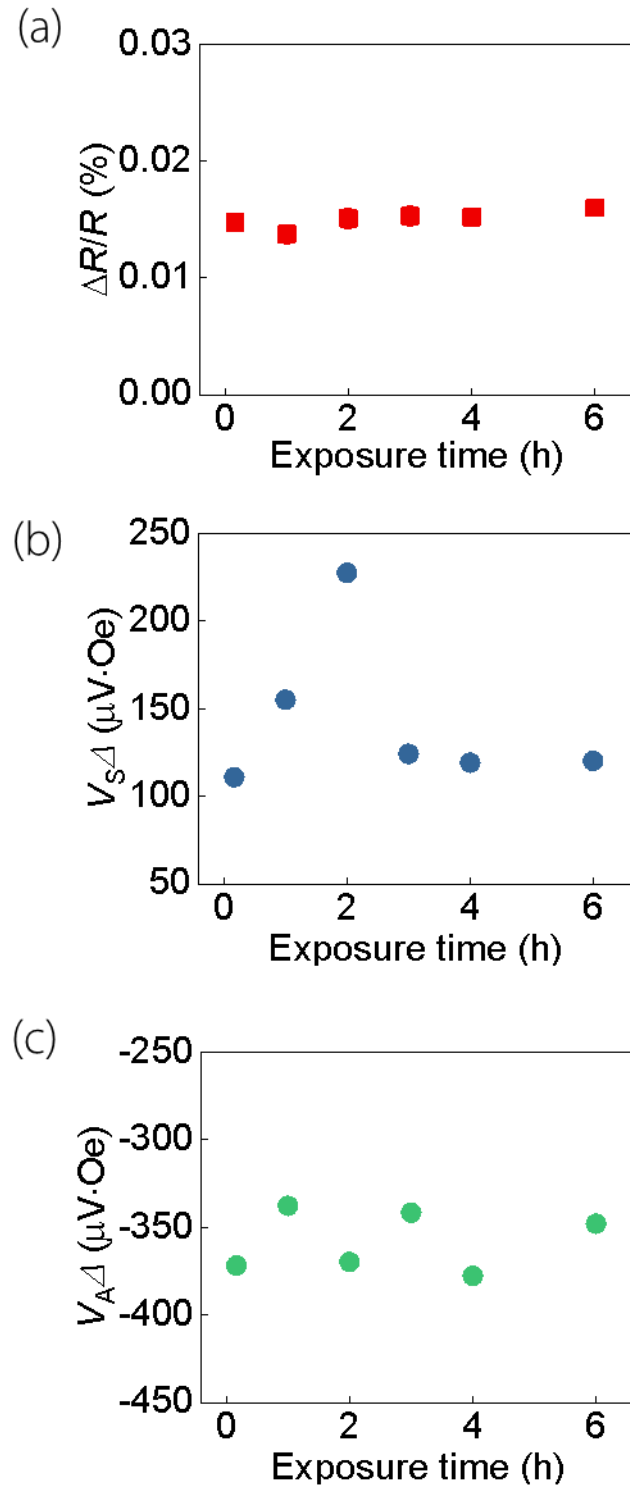 (a)
0.03
0.02
0.01
0.00
ΔR/R (%)
0 2 4 6
Exposure time (h)
(b)
250
200
150
100
50
V_SΔ (μV·Oe)
0 2 4 6
Exposure time (h)
(c)
-250
-300
-350
-400
-450
V_AΔ (μV·Oe)
0 2 4 6
Exposure time (h)